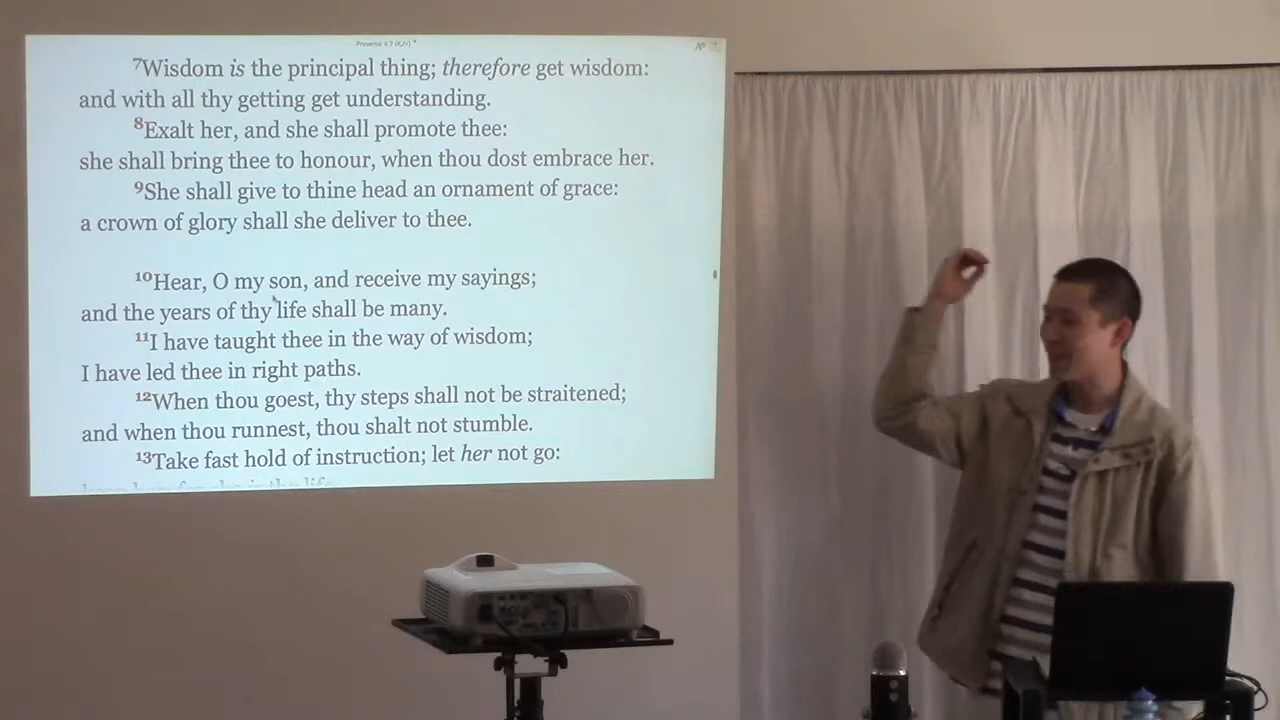 Proverbs 4:7 (KJV)
7Wisdom is the principal thing; therefore get wisdom:
and with all thy getting get understanding.
8Exalt her, and she shall promote thee:
she shall bring thee to honour, when thou dost embrace her.
9She shall give to thine head an ornament of grace:
a crown of glory shall she deliver to thee.
10Hear, O my son, and receive my sayings;
and the years of thy life shall be many.
11I have taught thee in the way of wisdom;
I have led thee in right paths.
12When thou goest, thy steps shall not be straitened;
and when thou runnest, thou shalt not stumble.
13Take fast hold of instruction; let her not go: